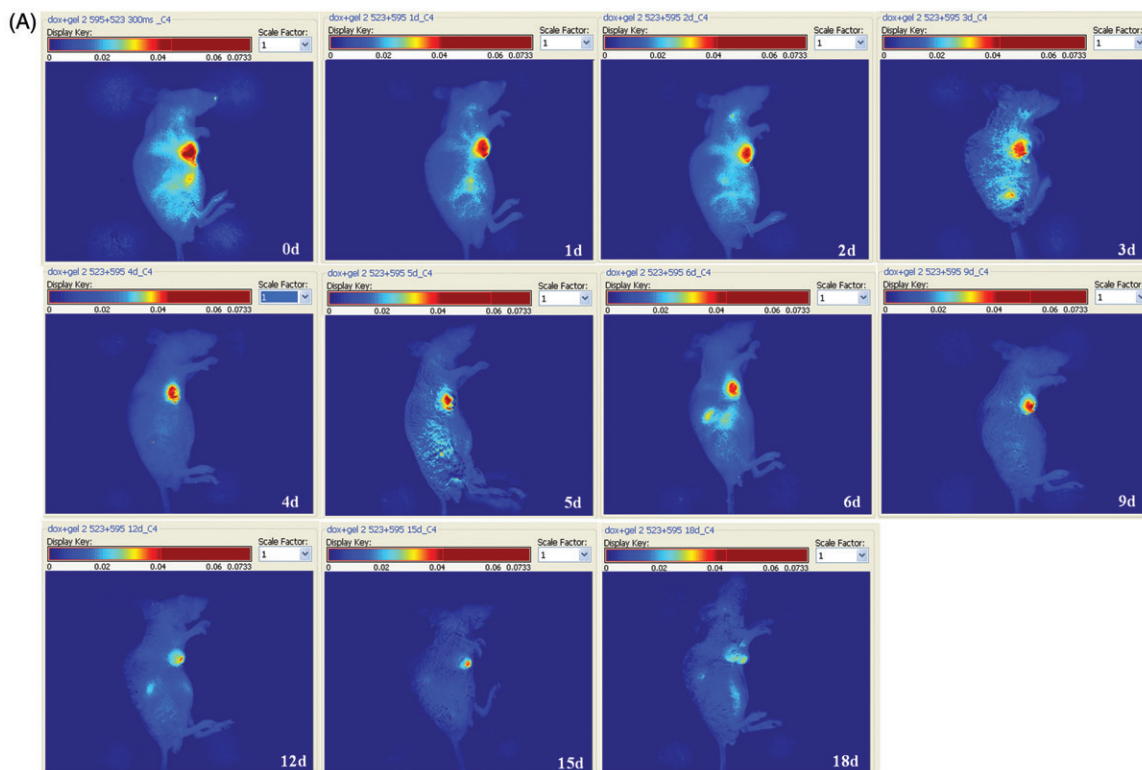 (A)
dox+gel 2 595+523 300ms _C4
Display Key:
Scale Factor:
1
0 0.02 0.04 0.06 0.0733
0d
dox+gel 2 523+595 1d_C4
Display Key:
Scale Factor:
1
0 0.02 0.04 0.06 0.0733
1d
dox+gel 2 523+595 2d_C4
Display Key:
Scale Factor:
1
0 0.02 0.04 0.06 0.0733
2d
dox+gel 2 523+595 3d_C4
Display Key:
Scale Factor:
1
0 0.02 0.04 0.06 0.0733
3d
dox+gel 2 523+595 4d_C4
Display Key:
Scale Factor:
1
0 0.02 0.04 0.06 0.0733
4d
dox+gel 2 523+595 5d_C4
Display Key:
Scale Factor:
1
0 0.02 0.04 0.06 0.0733
5d
dox+gel 2 523+595 6d_C4
Display Key:
Scale Factor:
1
0 0.02 0.04 0.06 0.0733
6d
dox+gel 2 523+595 9d_C4
Display Key:
Scale Factor:
1
0 0.02 0.04 0.06 0.0733
9d
dox+gel 2 523+595 12d_C4
Display Key:
Scale Factor:
1
0 0.02 0.04 0.06 0.0733
12d
dox+gel 2 523+595 15d_C4
Display Key:
Scale Factor:
1
0 0.02 0.04 0.06 0.0733
15d
dox+gel 2 523+595 18d_C4
Display Key:
Scale Factor:
1
0 0.02 0.04 0.06 0.0733
18d